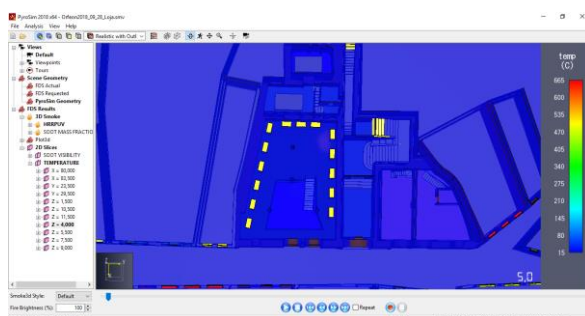 PyroSim 2018 x64 - Orfeon2018_09_28_Loja.smv
File Analysis View Help
Realistic with Outl
Views
Default
Viewpoints
Tours
Scene Geometry
FDS Actual
FDS Requested
PyroSim Geometry
FDS Results
3D Smoke
HRRPUV
SOOT MASS FRACTIO
Plot3d
2D Slices
SOOT VISIBILITY
TEMPERATURE
X = 80,000
X = 83,500
Y = 23,500
Y = 29,500
Z = 1,500
Z = 10,500
Z = 11,500
Z = 4,000
Z = 5,500
Z = 7,500
Z = 8,000
temp
(C)
665
600
535
470
405
340
275
210
145
80
15
5,0
Smoke3d Style: Default
Fire Brightness (%): 100
Repeat